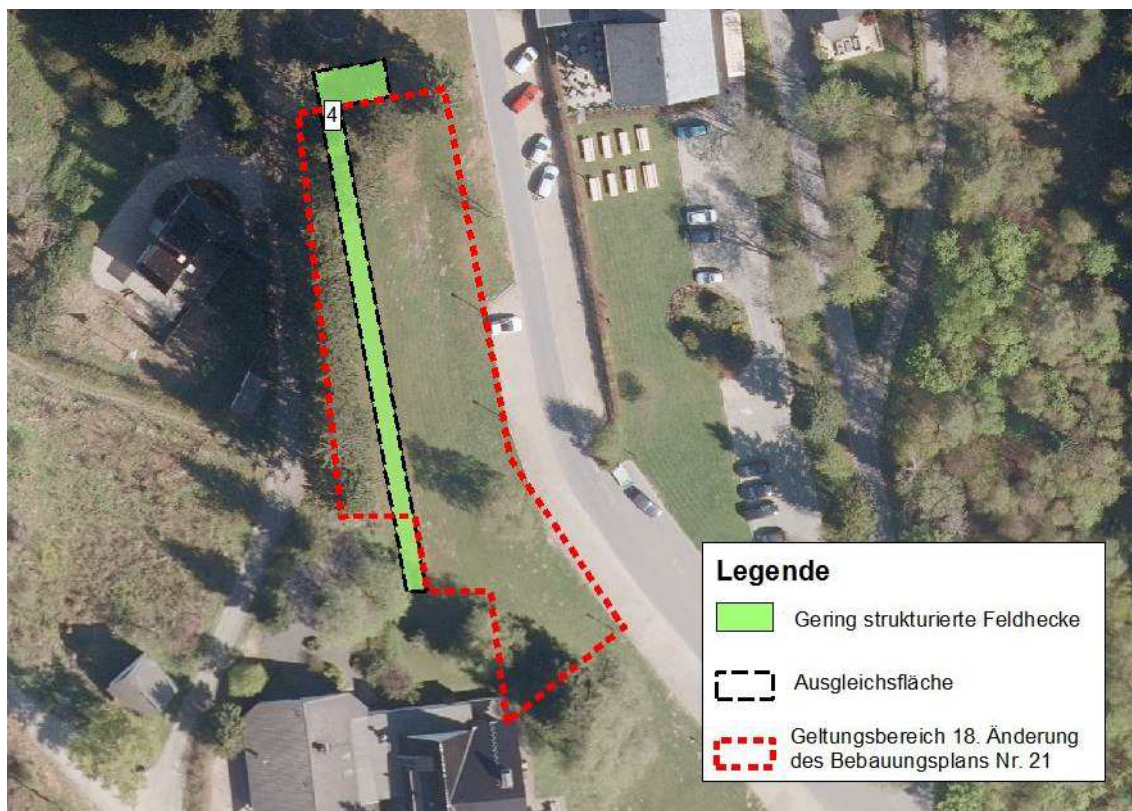 4
Legende
Gering strukturierte Feldhecke
Ausgleichsfläche
Geltungsbereich 18. Änderung
des Bebauungsplans Nr. 21